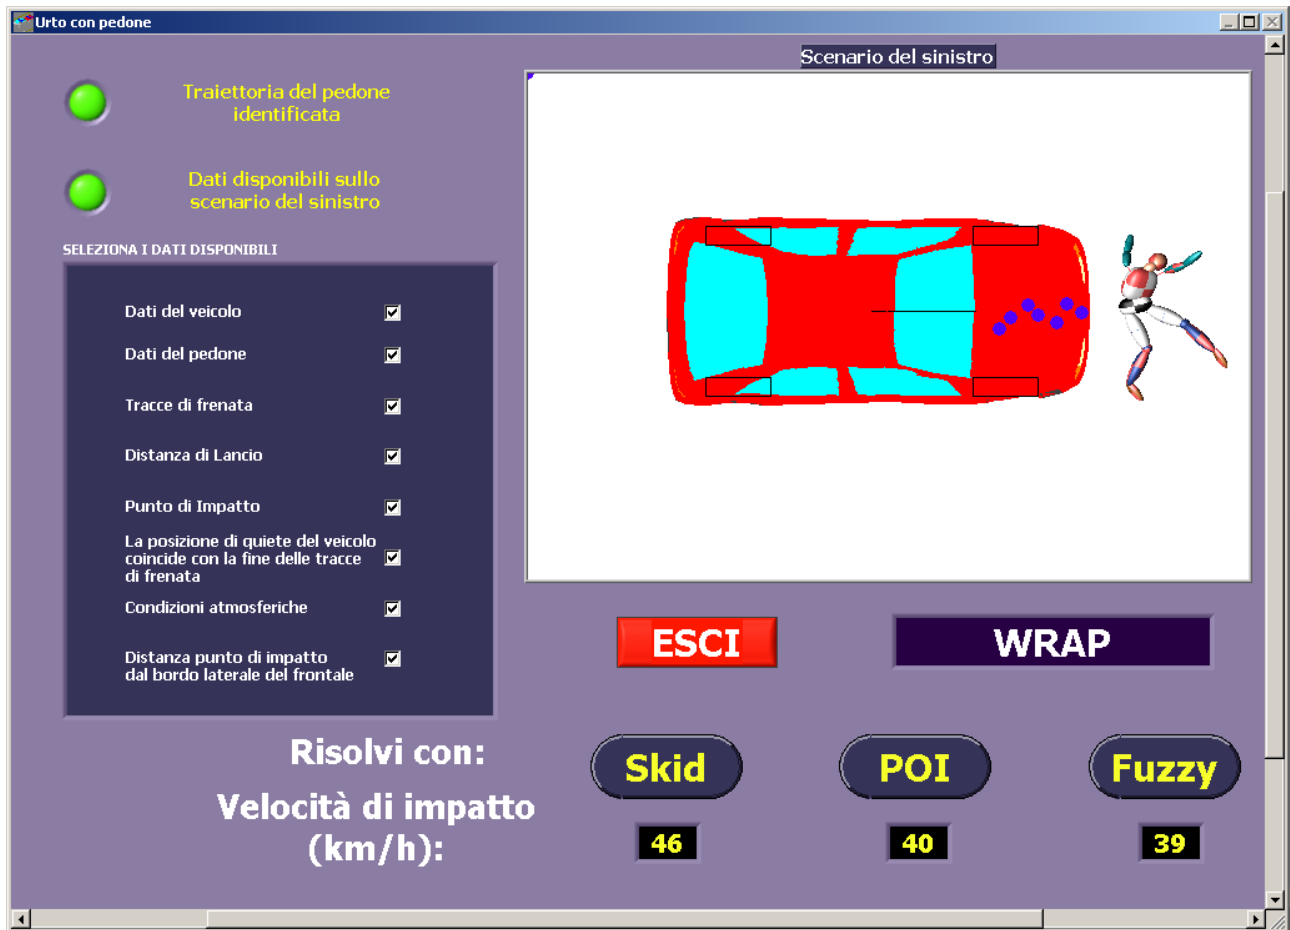 Urto con pedone
Scenario del sinistro
Traiettoria del pedone
identificata
Dati disponibili sullo
scenario del sinistro
SELEZIONA I DATI DISPONIBILI
Dati del veicolo
Dati del pedone
Tracce di frenata
Distanza di Lancio
Punto di Impatto
La posizione di quiete del veicolo
coincide con la fine delle tracce
di frenata
Condizioni atmosferiche
Distanza punto di impatto
dal bordo laterale del frontale
ESCI
WRAP
Risolvi con:
Skid
POI
Fuzzy
Velocità di impatto
(km/h):
46
40
39